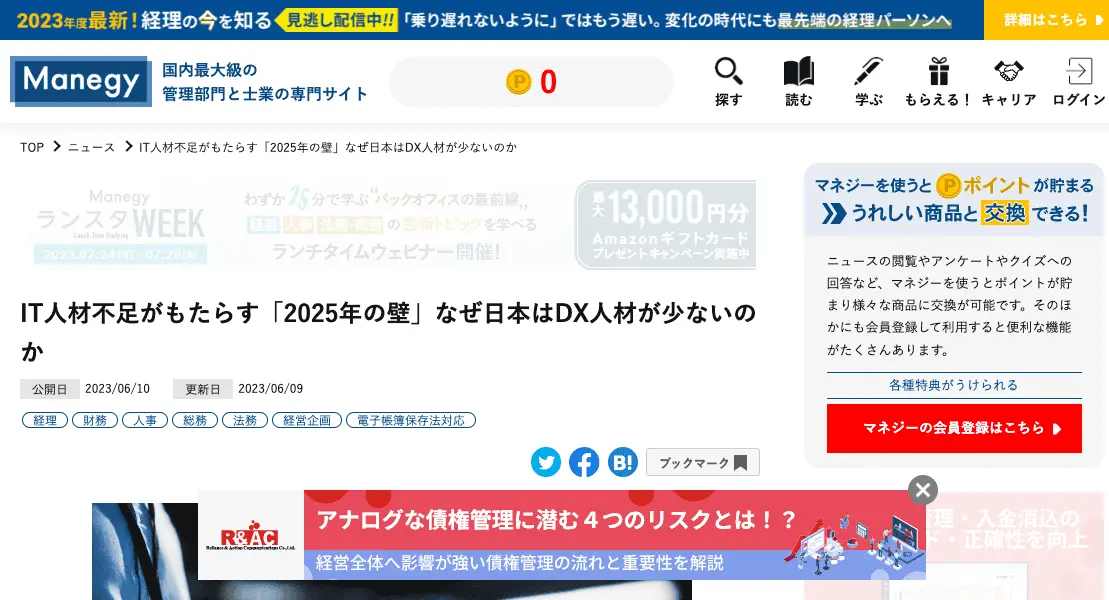 2023年度最新！経理の今を知る 見逃し配信中!! 「乗り遅れないように」ではもう遅い。変化の時代にも最先端の経理パーソンへ 詳細はこちら
Manegy
国内最大級の
管理部門と士業の専門サイト
P 0
探す 読む 学ぶ もらえる！ キャリア ログイン
TOP ニュース IT人材不足がもたらす「2025年の壁」なぜ日本はDX人材が少ないのか
Manegy
ランスタWEEK
Lunch Time Studying
わずか15分で学ぶ"バックオフィスの最前線„
経理 人事 法務・総務 の最新トピックを学べる
ランチタイムウェビナー開催！
最大13,000円分
Amazonギフトカード
プレゼントキャンペーン実施中
IT人材不足がもたらす「2025年の壁」なぜ日本はDX人材が少ないの
か
公開日 2023/06/10 更新日 2023/06/09
経理 財務 人事 総務 法務 経営企画 電子帳簿保存法対応
B! ブックマーク
マネジーを使うとPポイントが貯まる
うれしい商品と交換できる！
ニュースの閲覧やアンケートやクイズへの
回答など、マネジーを使うとポイントが貯
まり様々な商品に交換が可能です。そのほ
かにも会員登録して利用すると便利な機能
がたくさんあります。
各種特典がうけられる
マネジーの会員登録はこちら
R&AC
アナログな債権管理に潜む４つのリスクとは！？
経営全体へ影響が強い債権管理の流れと重要性を解説
理・入金消込の
ド・正確性を向上